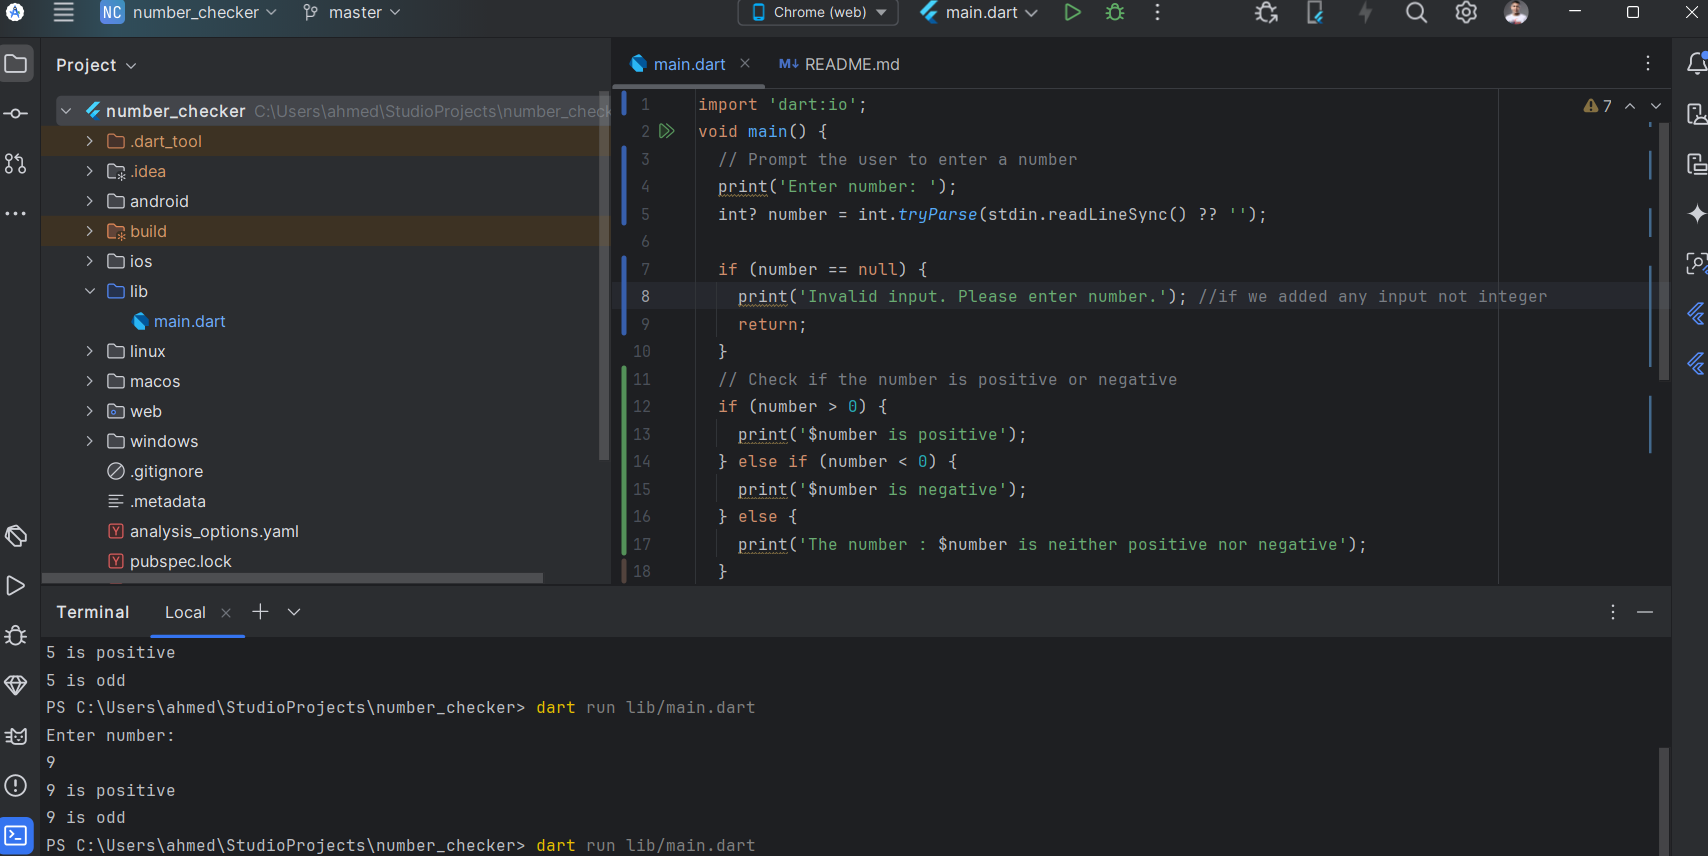 NC number_checker master Chrome (web) main.dart
Project
main.dart
M↓ README.md
number_checker C:\Users\ahmed\StudioProjects\number_chec
.dart_tool
.idea
android
build
ios
lib
main.dart
linux
macos
web
windows
.gitignore
.metadata
Y analysis_options.yaml
Y pubspec.lock
7
1 import 'dart:io';
2 void main() {
3 // Prompt the user to enter a number
4 print('Enter number: ');
5 int? number = int.tryParse(stdin.readLineSync() ?? '');
6
7 if (number == null) {
8 print('Invalid input. Please enter number.'); //if we added any input not integer
9 return;
10 }
11 // Check if the number is positive or negative
12 if (number > 0) {
13 print('$number is positive');
14 } else if (number < 0) {
15 print('$number is negative');
16 } else {
17 print('The number : $number is neither positive nor negative');
18 }
Terminal Local
5 is positive
5 is odd
PS C:\Users\ahmed\StudioProjects\number_checker> dart run lib/main.dart
Enter number:
9
9 is positive
9 is odd
PS C:\Users\ahmed\StudioProjects\number_checker> dart run lib/main.dart